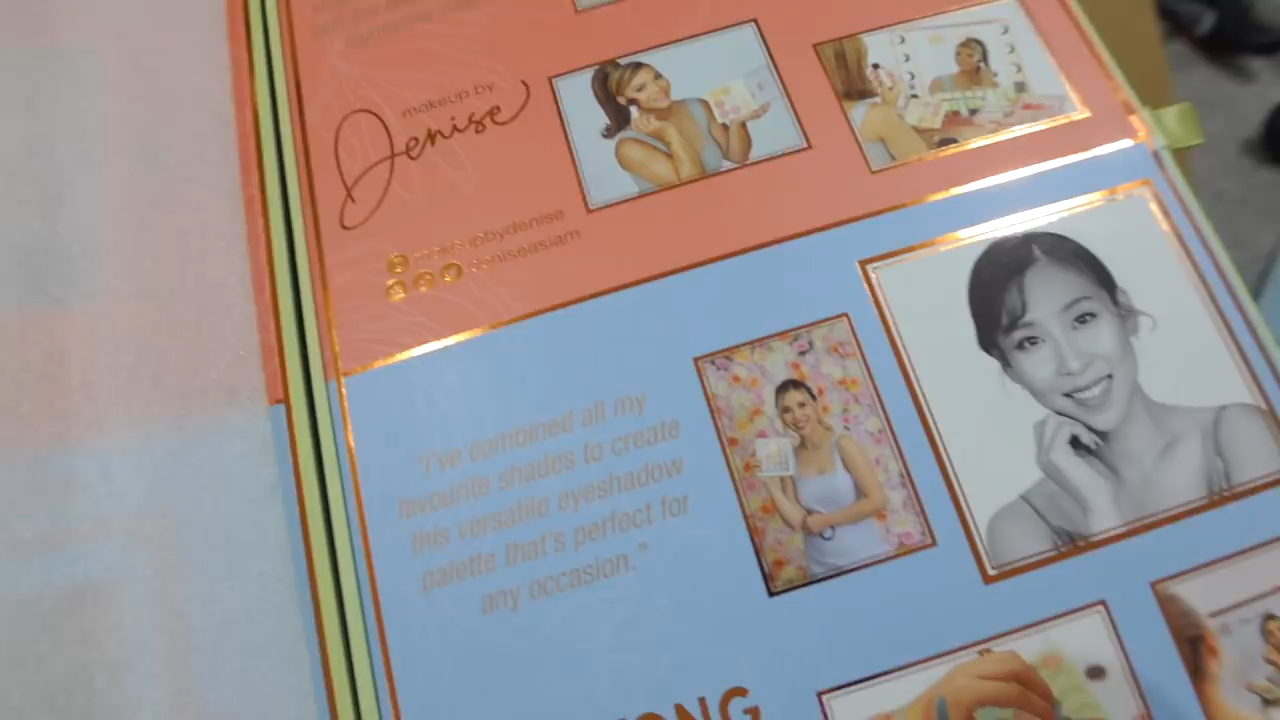 makeup by
Denise
makeupbydenise
deniseasiam
"I've combined all my
favourite shades to create
this versatile eyeshadow
palette that's perfect for
any occasion."
ONG